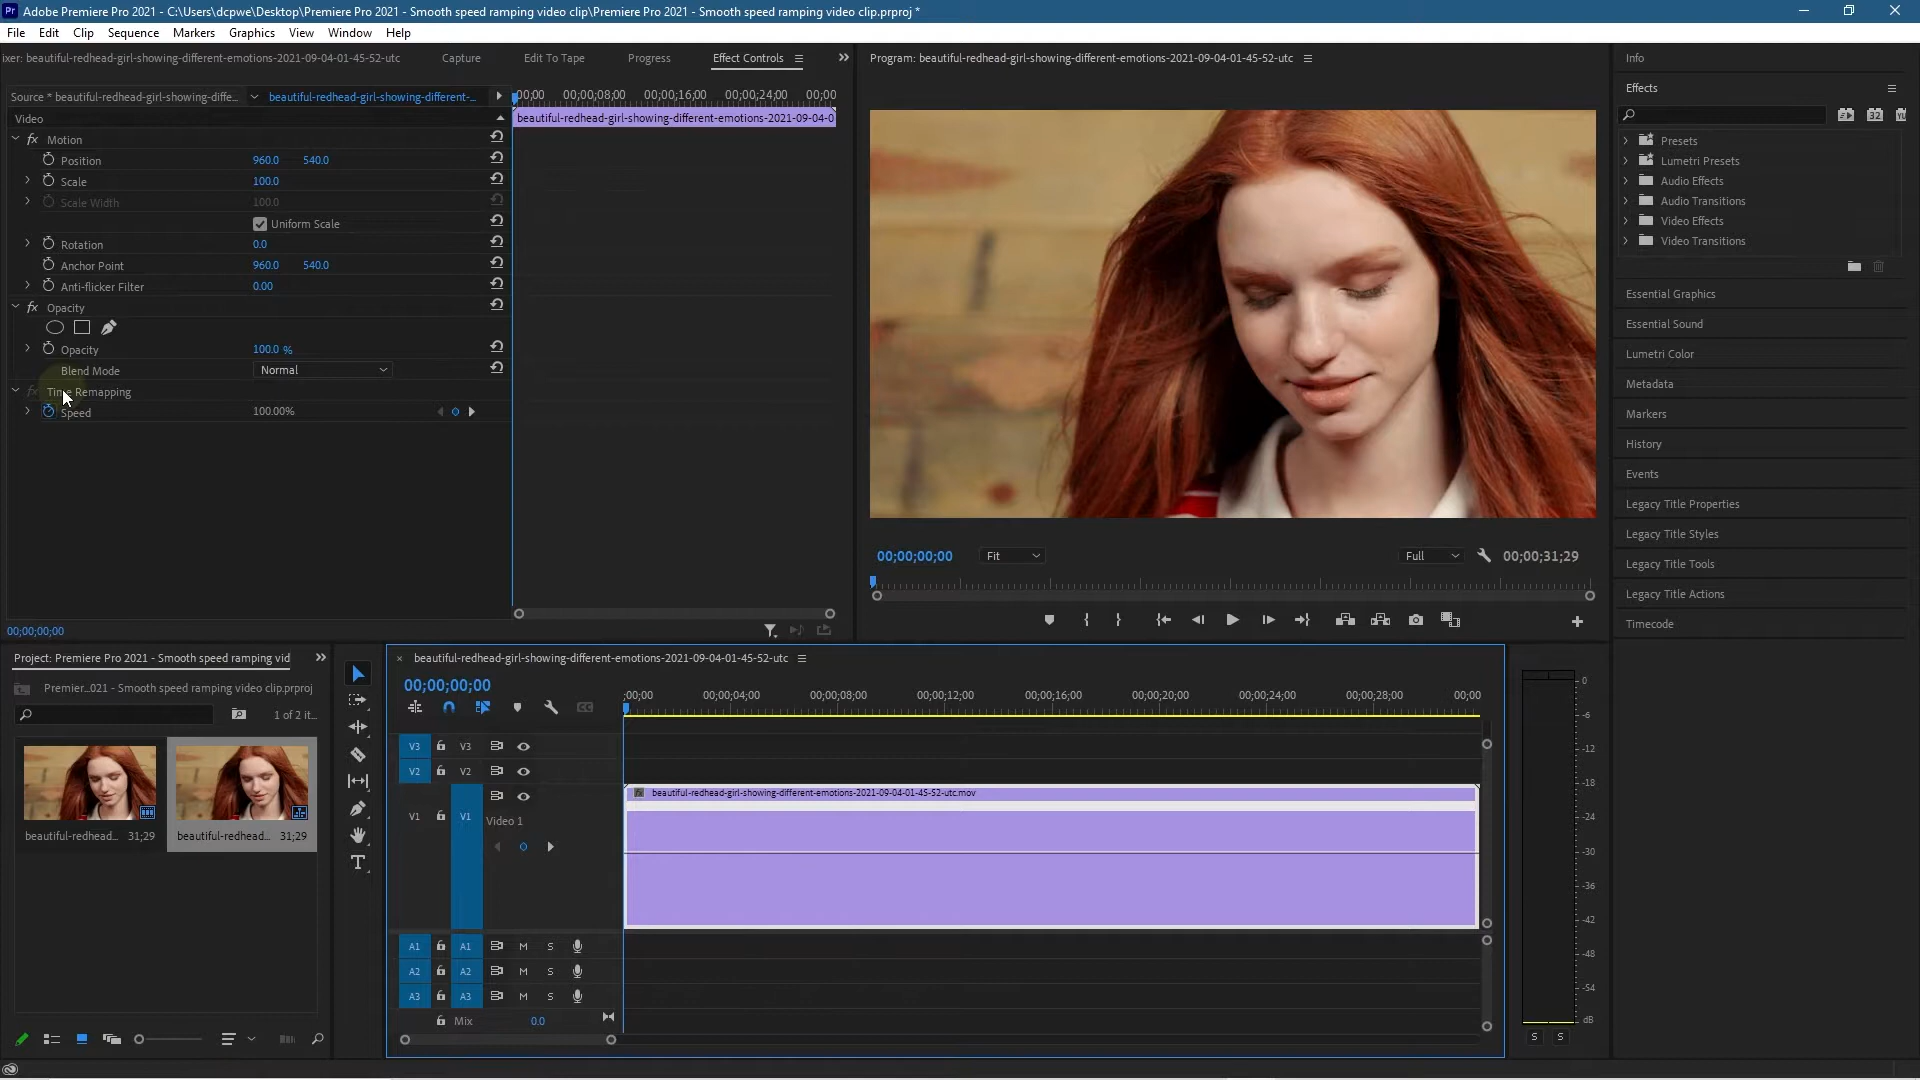 Pr Adobe Premiere Pro 2021 - C:\Users\dcpwe\Desktop\Premiere Pro 2021 - Smooth speed ramping video clip\Premiere Pro 2021 - Smooth speed ramping video clip.prproj *
File Edit Clip Sequence Markers Graphics View Window Help
ixer: beautiful-redhead-girl-showing-different-emotions-2021-09-04-01-45-52-utc Capture Edit To Tape Progress Effect Controls
Source * beautiful-redhead-girl-showing-diffe... beautiful-redhead-girl-showing-different-...
00;00 00;00;08;00 00;00;16;00 00;00;24;00 00;00
Video
beautiful-redhead-girl-showing-different-emotions-2021-09-04-0
fx Motion
Position 960.0 540.0
Scale 100.0
Scale Width 100.0
Uniform Scale
Rotation 0.0
Anchor Point 960.0 540.0
Anti-flicker Filter 0.00
fx Opacity
Opacity 100.0 %
Blend Mode Normal
fx Time Remapping
Speed 100.00%
00;00;00;00
Program: beautiful-redhead-girl-showing-different-emotions-2021-09-04-01-45-52-utc
00;00;00;00 Fit Full 00;00;31;29
Info
Effects
32
Presets
Lumetri Presets
Audio Effects
Audio Transitions
Video Effects
Video Transitions
Essential Graphics
Essential Sound
Lumetri Color
Metadata
Markers
History
Events
Legacy Title Properties
Legacy Title Styles
Legacy Title Tools
Legacy Title Actions
Timecode
Project: Premiere Pro 2021 - Smooth speed ramping vid
Premier...021 - Smooth speed ramping video clip.prproj
1 of 2 it...
beautiful-redhead... 31;29 beautiful-redhead... 31;29
beautiful-redhead-girl-showing-different-emotions-2021-09-04-01-45-52-utc
00;00;00;00
;00;00 00;00;04;00 00;00;08;00 00;00;12;00 00;00;16;00 00;00;20;00 00;00;24;00 00;00;28;00 00;00
V3 V3
V2 V2
fx beautiful-redhead-girl-showing-different-emotions-2021-09-04-01-45-52-utc.mov
V1 V1 Video 1
A1 A1 M S
A2 A2 M S
A3 A3 M S
Mix 0.0
0
-6
-12
-18
-24
-30
-36
-42
-48
-54
dB
S S